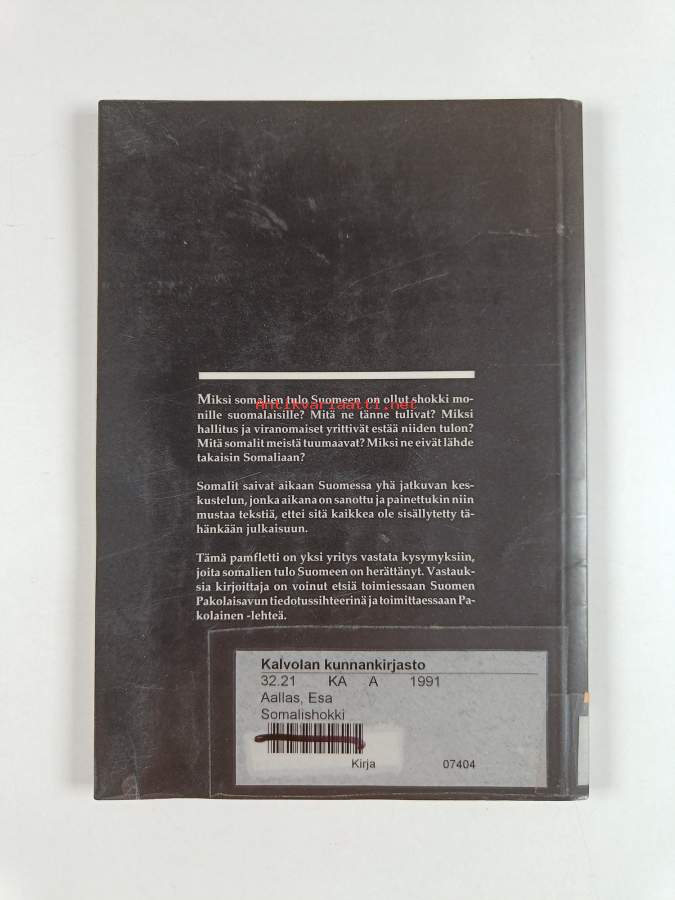 Miksi somalien tulo Suomeen on ollut shokki mo-
nille suomalaisille? Mitä ne tänne tulivat? Miksi
hallitus ja viranomaiset yrittivät estää niiden tulon?
Mitä somalit meistä tuumaavat? Miksi ne eivät lähde
takaisin Somaliaan?
Antikvariaatti.net
Somalit saivat aikaan Suomessa yhä jatkuvan kes-
kustelun, jonka aikana on sanottu ja painettukin niin
mustaa tekstiä, ettei sitä kaikkea ole sisällytetty tä-
hänkään julkaisuun.
Tämä pamfletti on yksi yritys vastata kysymyksiin,
joita somalien tulo Suomeen on herättänyt. Vastauk-
sia kirjoittaja on voinut etsiä toimiessaan Suomen
Pakolaisavun tiedotussihteerinä ja toimittaessaan Pa-
kolainen -lehteä.
Kalvolan kunnankirjasto
32.21 KA A 1991
Aallas, Esa
Somalishokki
Kirja 07404